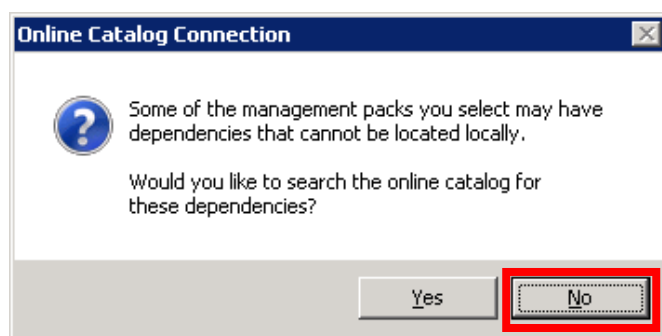 Online Catalog Connection
Some of the management packs you select may have
dependencies that cannot be located locally.
Would you like to search the online catalog for
these dependencies?
Yes
No